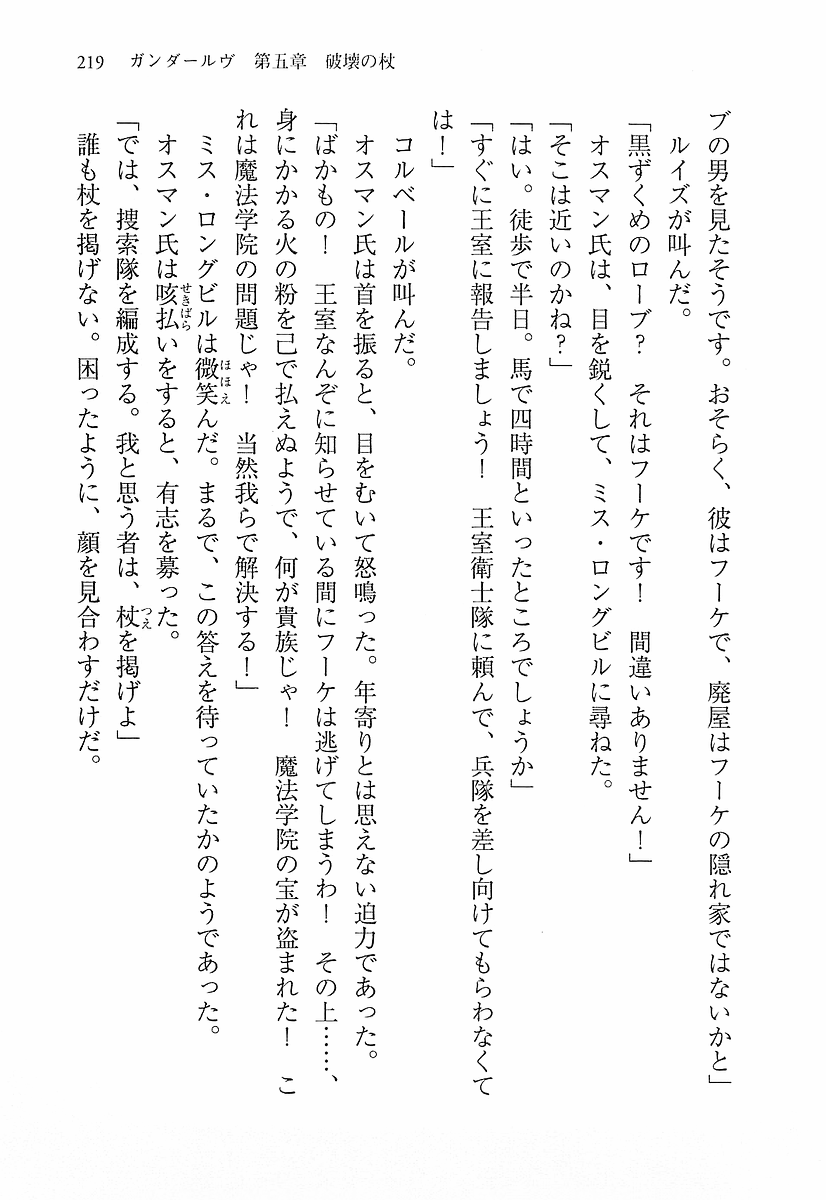 219　ガンダールヴ　第五章　破壊の杖
ブの男を見たそうです。おそらく、彼はフーケで、廃屋はフーケの隠れ家ではないかと」
　ルイズが叫んだ。
「黒ずくめのローブ？　それはフーケです！　間違いありません！」
　オスマン氏は、目を鋭くして、ミス・ロングビルに尋ねた。
「そこは近いのかね？」
「はい。徒歩で半日。馬で四時間といったところでしょうか」
「すぐに王室に報告しましょう！　王室衛士隊に頼んで、兵隊を差し向けてもらわなくて
は！」
　コルベールが叫んだ。
　オスマン氏は首を振ると、目をむいて怒鳴った。年寄りとは思えない迫力であった。
「ばかもの！　王室なんぞに知らせている間にフーケは逃げてしまうわ！　その上……、
身にかかる火の粉を己で払えぬようで、何が貴族じゃ！　魔法学院の宝が盗まれた！　こ
れは魔法学院の問題じゃ！　当然我らで解決する！」
　ミス・ロングビルは微笑んだ。まるで、この答えを待っていたかのようであった。
　オスマン氏は咳払いをすると、有志を募った。
「では、捜索隊を編成する。我と思う者は、杖を掲げよ」
　誰も杖を掲げない。困ったように、顔を見合わすだけだ。